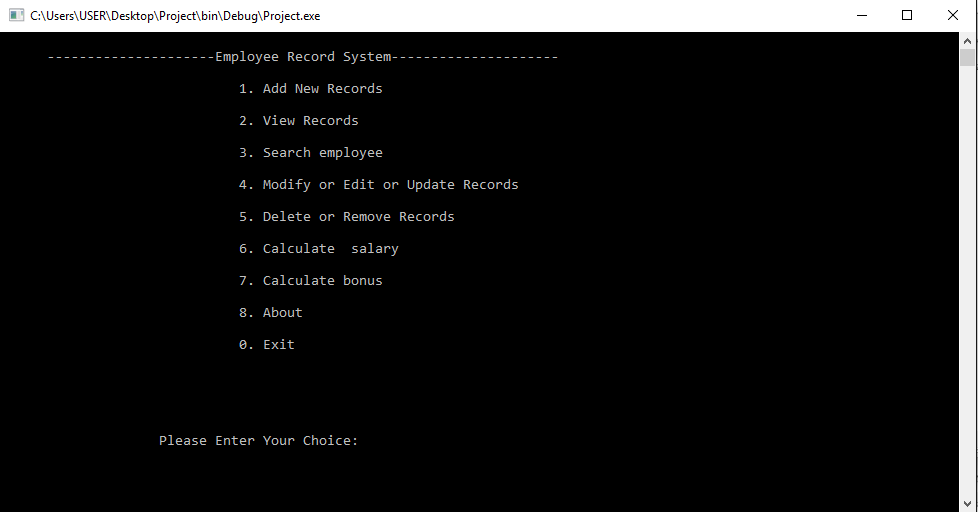 C:\Users\USER\Desktop\Project\bin\Debug\Project.exe
---------------------Employee Record System---------------------
1. Add New Records
2. View Records
3. Search employee
4. Modify or Edit or Update Records
5. Delete or Remove Records
6. Calculate  salary
7. Calculate bonus
8. About
0. Exit
Please Enter Your Choice: